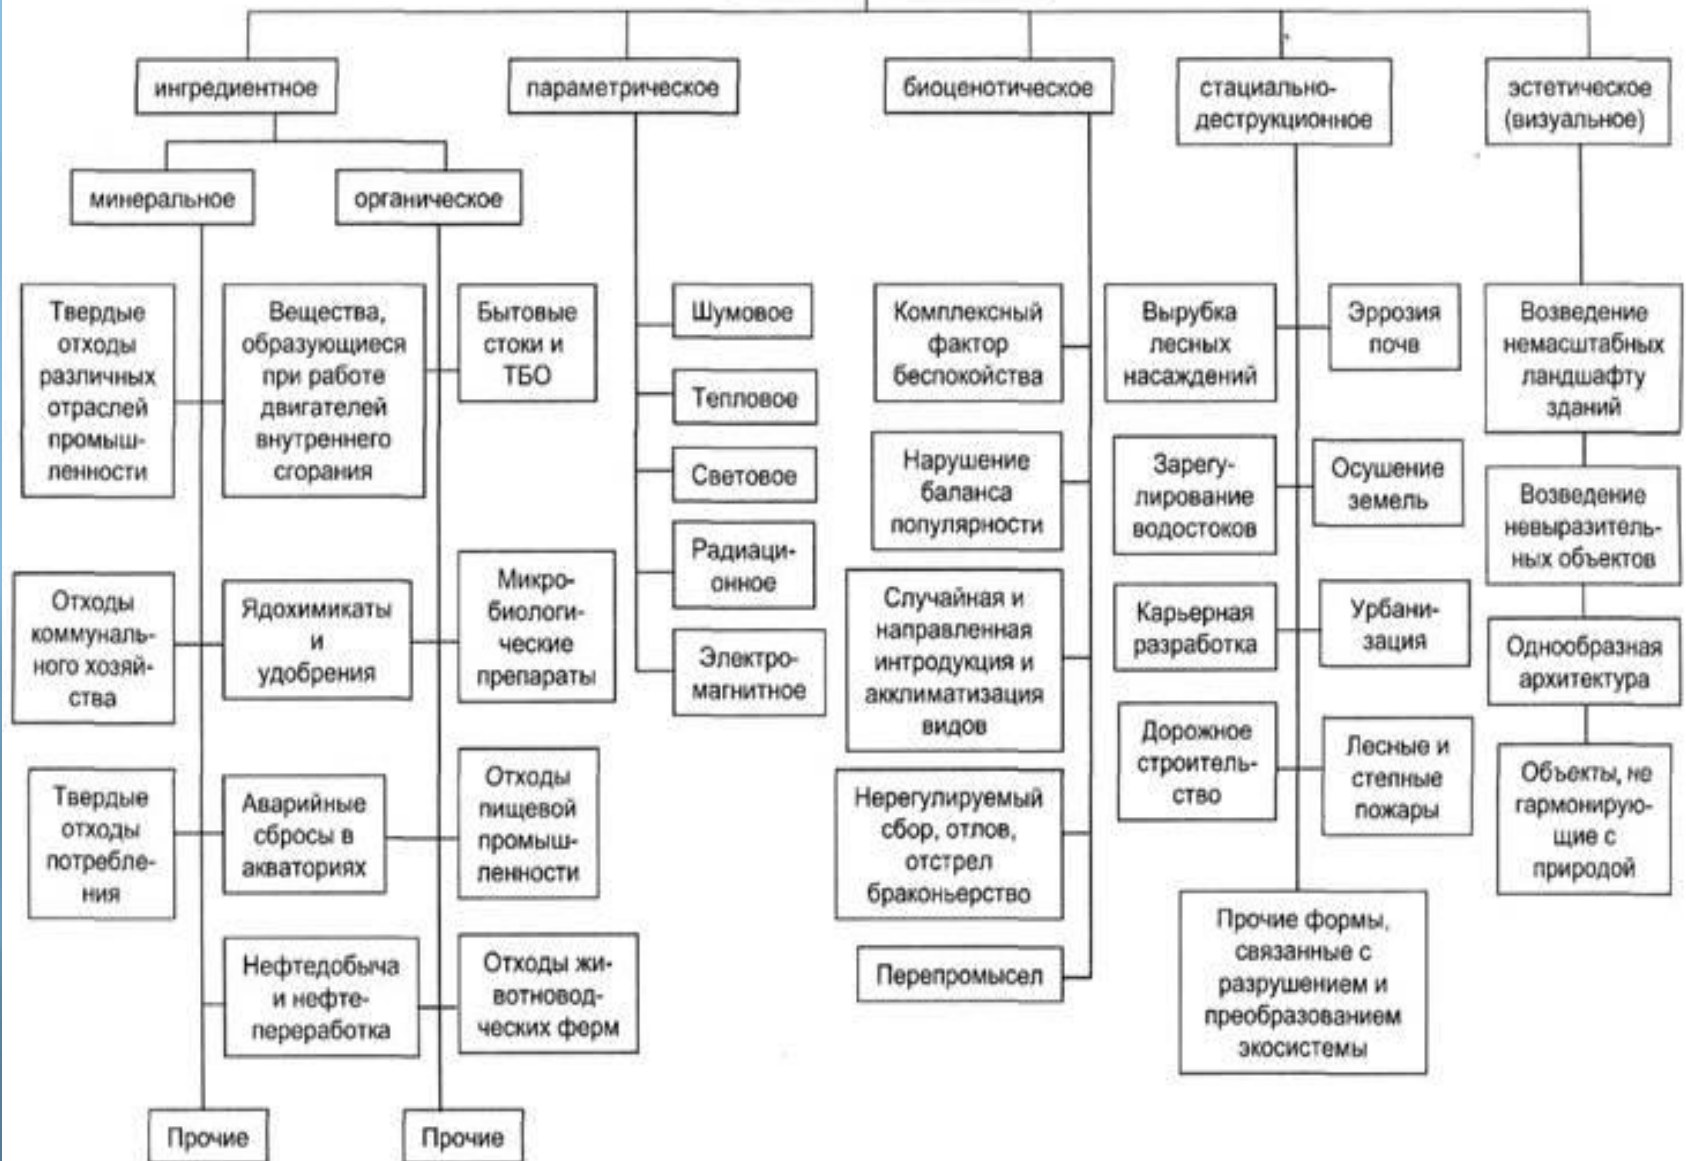 ингредиентное
параметрическое
биоценотическое
стациально-
деструкционное
эстетическое
(визуальное)
минеральное
органическое
Твердые
отходы
различных
отраслей
промыш-
ленности
Вещества,
образующиеся
при работе
двигателей
внутреннего
сгорания
Бытовые
стоки и
ТБО
Шумовое
Тепловое
Световое
Радиаци-
онное
Электро-
магнитное
Комплексный
фактор
беспокойства
Нарушение
баланса
популярности
Случайная и
направленная
интродукция и
акклиматизация
видов
Нерегулируемый
сбор, отлов,
отстрел
браконьерство
Перепромысел
Вырубка
лесных
насаждений
Эррозия
почв
Зарегу-
лирование
водостоков
Осушение
земель
Карьерная
разработка
Урбани-
зация
Дорожное
строитель-
ство
Лесные и
степные
пожары
Прочие формы,
связанные с
разрушением и
преобразованием
экосистемы
Возведение
немасштабных
ландшафту
зданий
Возведение
невыразитель-
ных объектов
Однообразная
архитектура
Объекты, не
гармонирую-
щие с
природой
Отходы
коммуналь-
ного хозяй-
ства
Ядохимикаты
и
удобрения
Микро-
биологи-
ческие
препараты
Твердые
отходы
потребле-
ния
Аварийные
сбросы в
акваториях
Отходы
пищевой
промыш-
ленности
Нефтедобыча
и нефте-
переработка
Отходы жи-
вотновод-
ческих ферм
Прочие
Прочие